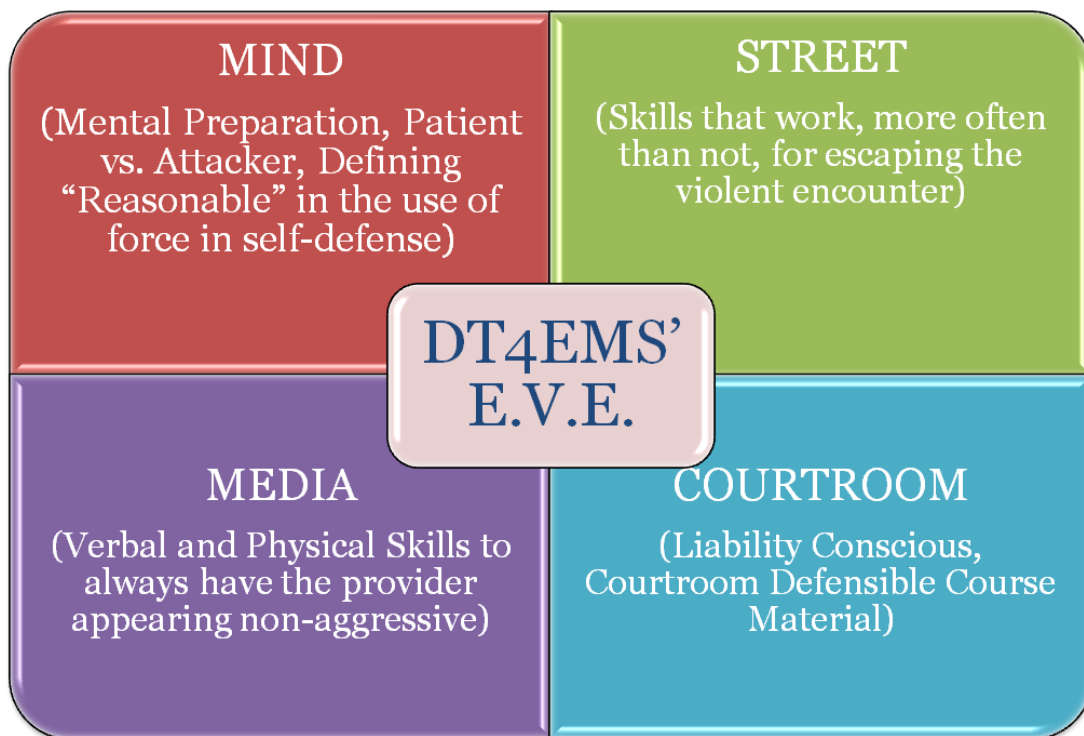 MIND
(Mental Preparation, Patient
vs. Attacker, Defining
“Reasonable” in the use of
force in self-defense)
STREET
(Skills that work, more often
than not, for escaping the
violent encounter)
DT4EMS’
E.V.E.
MEDIA
(Verbal and Physical Skills to
always have the provider
appearing non-aggressive)
COURTROOM
(Liability Conscious,
Courtroom Defensible Course
Material)